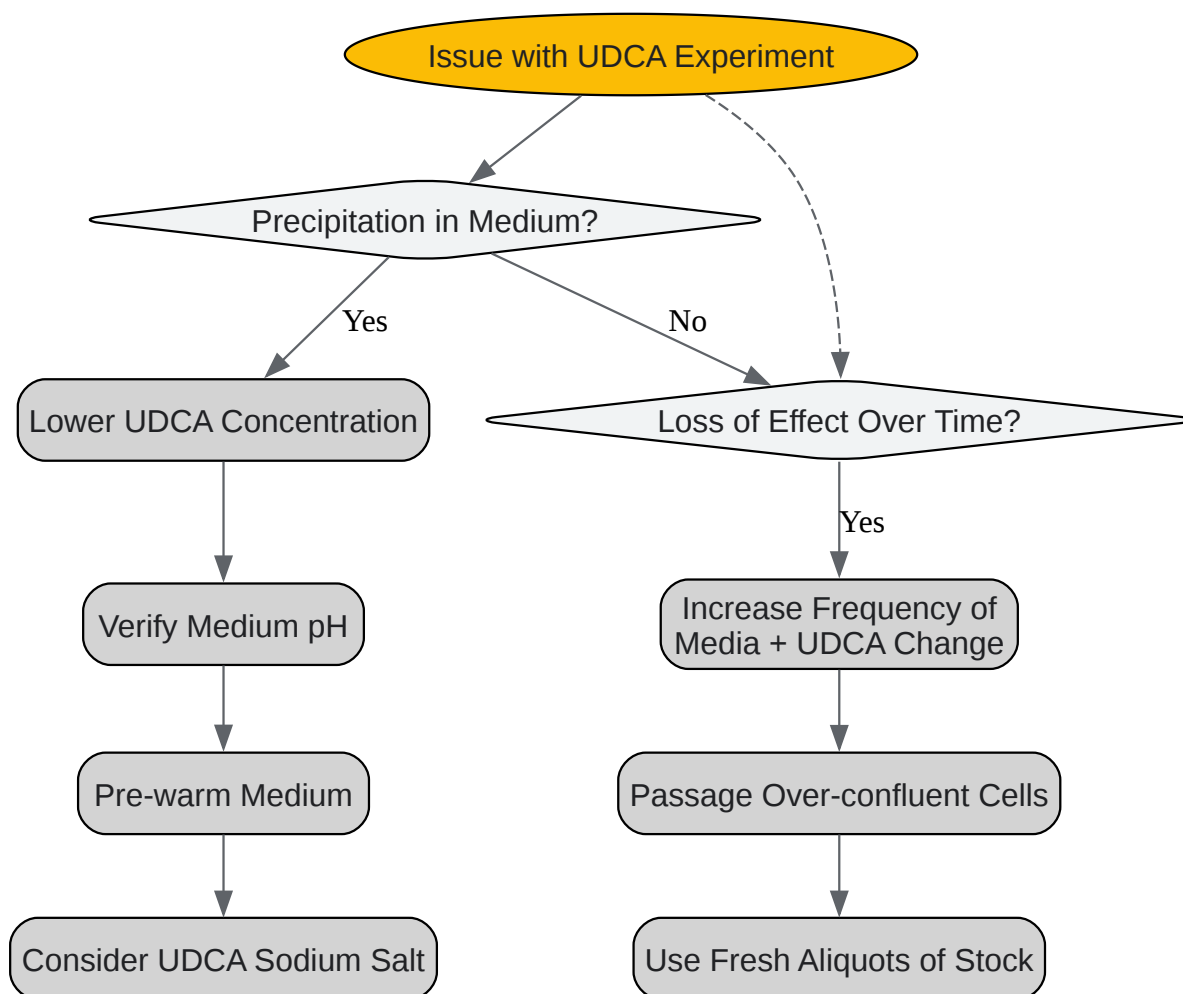 Issue with UDCA Experiment
Precipitation in Medium?
Yes
No
Lower UDCA Concentration
Loss of Effect Over Time?
Yes
Verify Medium pH
Increase Frequency of
Media + UDCA Change
Pre-warm Medium
Passage Over-confluent Cells
Consider UDCA Sodium Salt
Use Fresh Aliquots of Stock